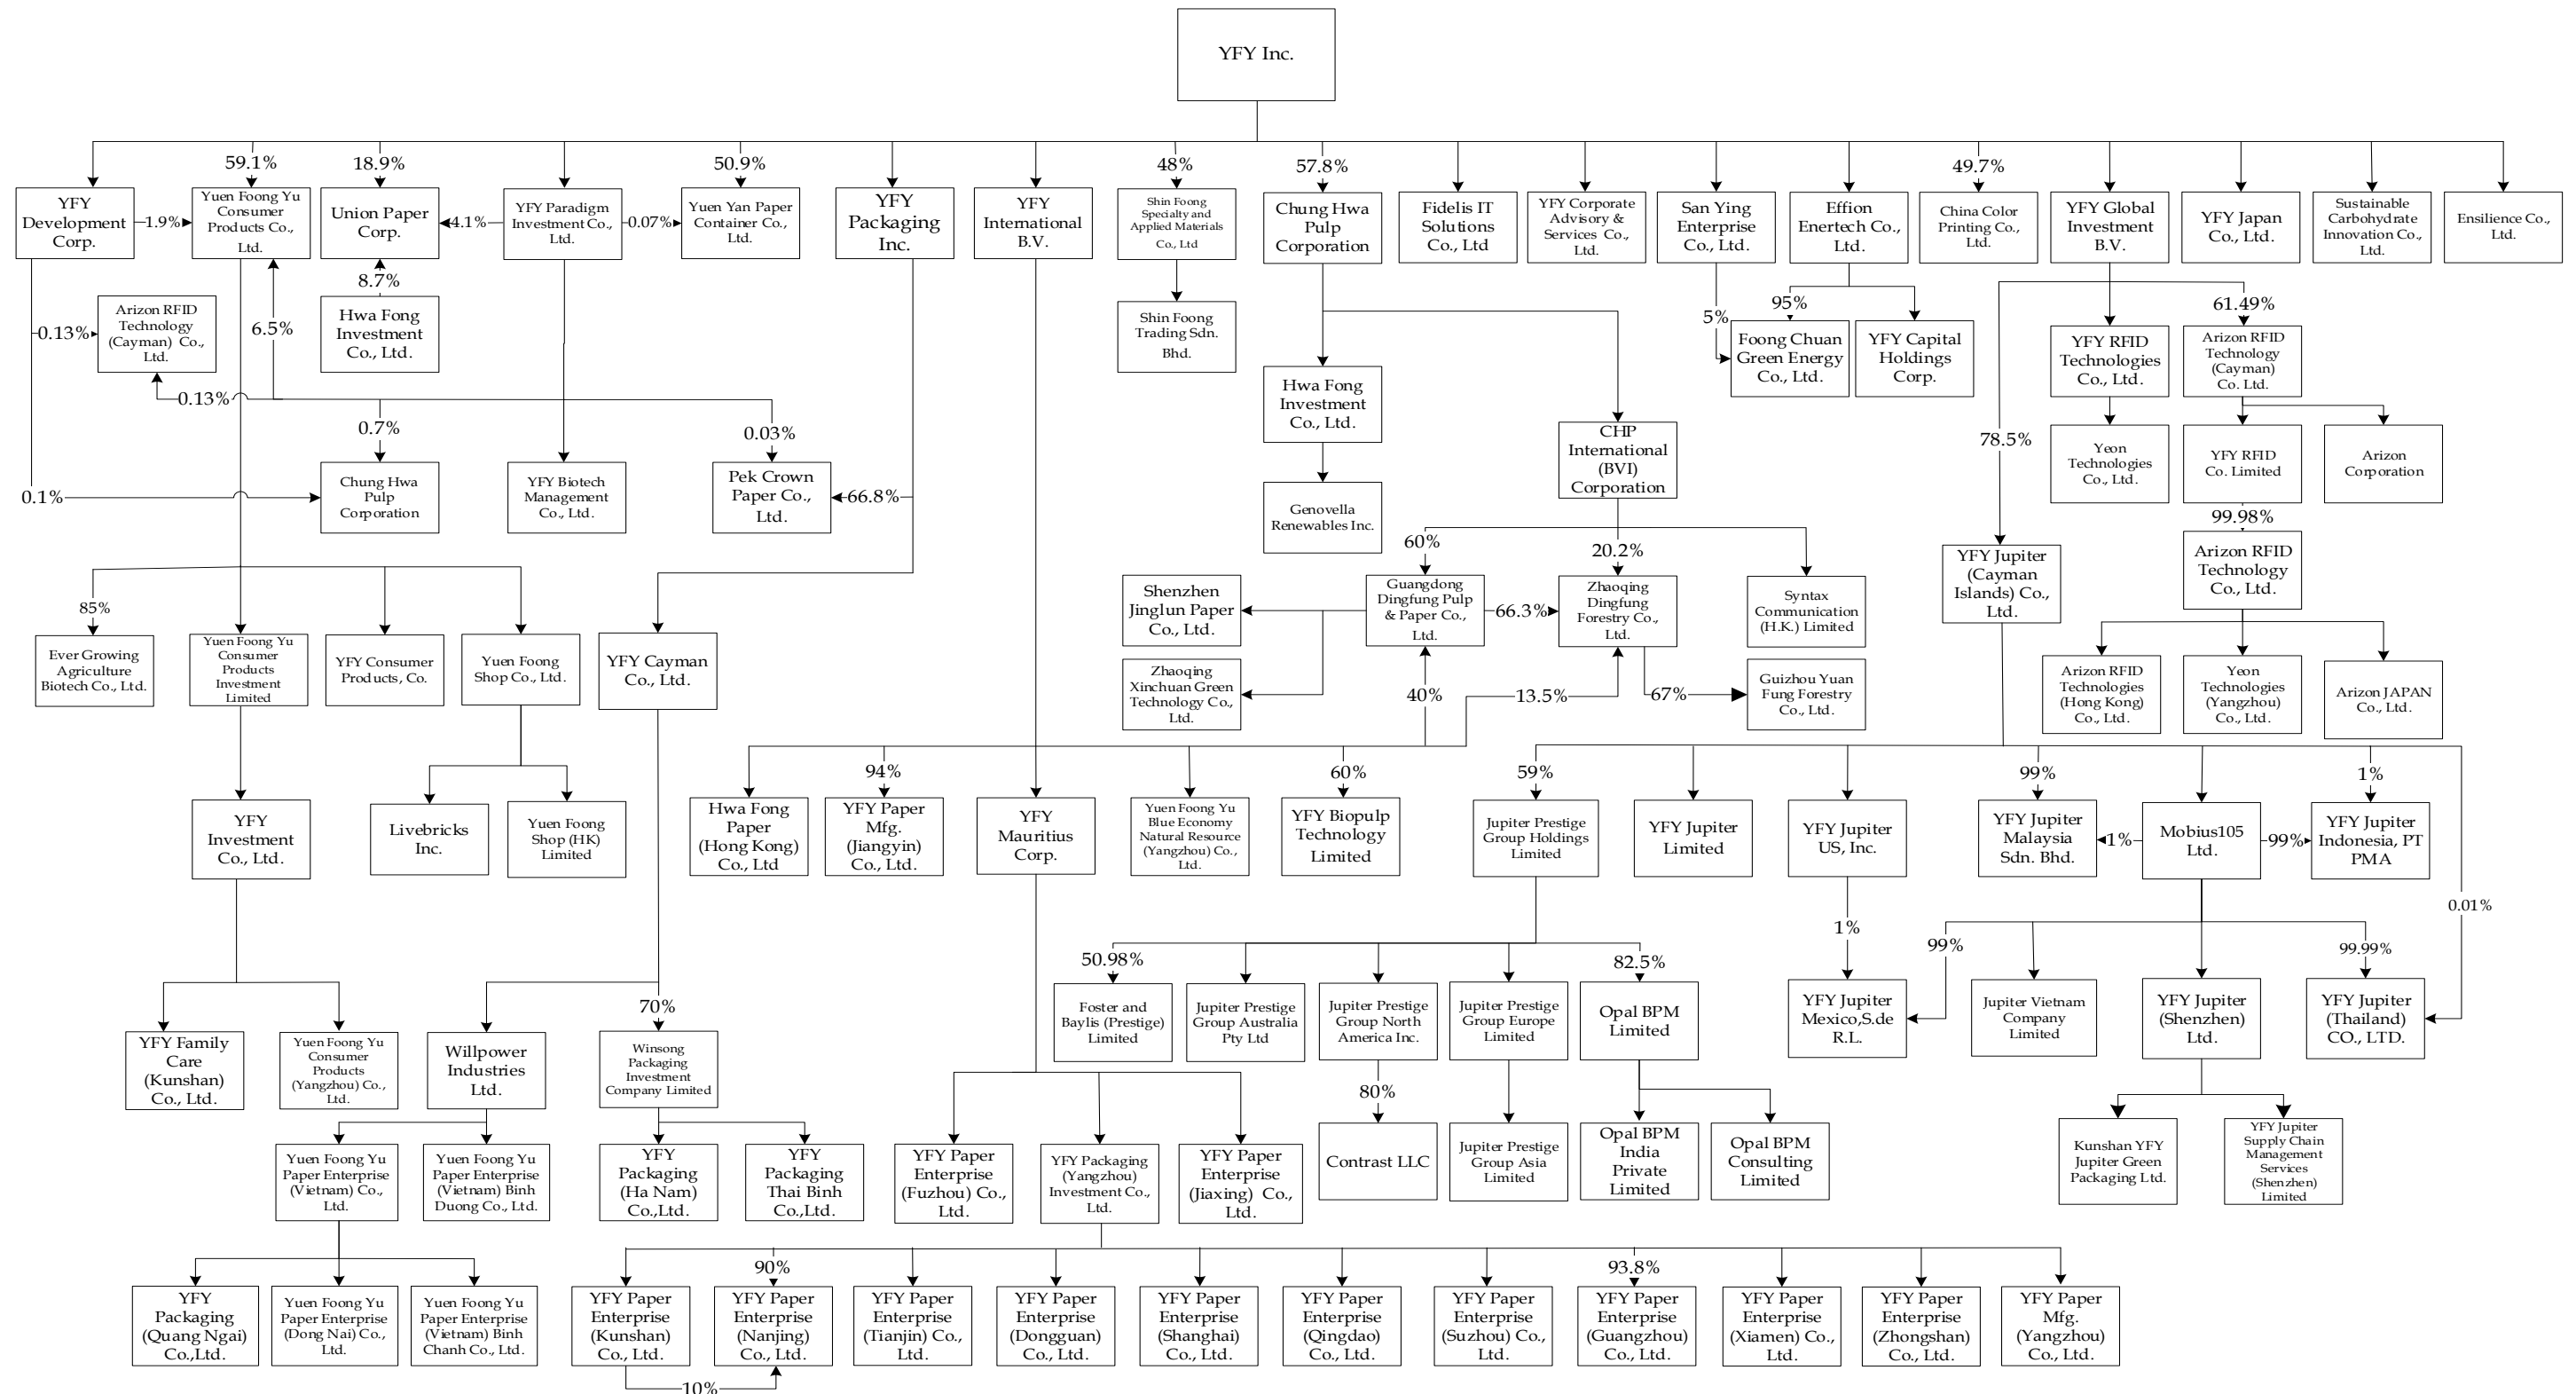 YFY Inc.
59.1%
18.9%
50.9%
48%
57.8%
49.7%
YFY
Development
Corp.
1.9%
Yuen Foong Yu
Consumer
Products Co.,
Ltd.
Union Paper
Corp.
4.1%
YFY Paradigm
Investment Co.,
Ltd.
0.07%
Yuen Yan Paper
Container Co.,
Ltd.
YFY
Packaging
Inc.
YFY
International
B.V.
Shin Foong
Specialty and
Applied Materials
Co., Ltd
Chung Hwa
Pulp
Corporation
Fidelis IT
Solutions
Co., Ltd
YFY Corporate
Advisory &
Services Co.,
Ltd.
San Ying
Enterprise
Co., Ltd.
Effion
Enertech Co.,
Ltd.
China Color
Printing Co.,
Ltd.
YFY Global
Investment
B.V.
YFY Japan
Co., Ltd.
Sustainable
Carbohydrate
Innovation Co.,
Ltd.
Ensilience Co.,
Ltd.
0.13%
Arizon RFID
Technology
(Cayman) Co.,
Ltd.
6.5%
8.7%
Hwa Fong
Investment
Co., Ltd.
Shin Foong
Trading Sdn.
Bhd.
5%
95%
Foong Chuan
Green Energy
Co., Ltd.
YFY Capital
Holdings
Corp.
61.49%
YFY RFID
Technologies
Co., Ltd.
Arizon RFID
Technology
(Cayman)
Co. Ltd.
0.13%
0.7%
0.03%
Hwa Fong
Investment
Co., Ltd.
CHP
International
(BVI)
Corporation
78.5%
Yeon
Technologies
Co., Ltd.
YFY RFID
Co. Limited
Arizon
Corporation
0.1%
Chung Hwa
Pulp
Corporation
YFY Biotech
Management
Co., Ltd.
Pek Crown
Paper Co.,
Ltd.
66.8%
Genovella
Renewables Inc.
99.98%
60%
20.2%
YFY Jupiter
(Cayman
Islands) Co.,
Ltd.
Arizon RFID
Technology
Co., Ltd.
85%
Shenzhen
Jinglun Paper
Co., Ltd.
Guangdong
Dingfung Pulp
& Paper Co.,
Ltd.
66.3%
Zhaoqing
Dingfung
Forestry Co.,
Ltd.
Syntax
Communication
(H.K.) Limited
Ever Growing
Agriculture
Biotech Co., Ltd.
Yuen Foong Yu
Consumer
Products
Investment
Limited
YFY Consumer
Products, Co.
Yuen Foong
Shop Co., Ltd.
YFY Cayman
Co., Ltd.
Zhaoqing
Xinchuan Green
Technology Co.,
Ltd.
40%
13.5%
67%
Guizhou Yuan
Fung Forestry
Co., Ltd.
Arizon RFID
Technologies
(Hong Kong)
Co., Ltd.
Yeon
Technologies
(Yangzhou)
Co., Ltd.
Arizon JAPAN
Co., Ltd.
94%
60%
59%
99%
1%
YFY
Investment
Co., Ltd.
Livebricks
Inc.
Yuen Foong
Shop (HK)
Limited
Hwa Fong
Paper
(Hong Kong)
Co., Ltd
YFY Paper
Mfg.
(Jiangyin)
Co., Ltd.
YFY
Mauritius
Corp.
Yuen Foong Yu
Blue Economy
Natural Resource
(Yangzhou) Co.,
Ltd.
YFY Biopulp
Technology
Limited
Jupiter Prestige
Group Holdings
Limited
YFY Jupiter
Limited
YFY Jupiter
US, Inc.
YFY Jupiter
Malaysia
Sdn. Bhd.
1%
Mobius105
Ltd.
99%
YFY Jupiter
Indonesia, PT
PMA
0.01%
50.98%
82.5%
1%
99%
99.99%
70%
Foster and
Baylis (Prestige)
Limited
Jupiter Prestige
Group Australia
Pty Ltd
Jupiter Prestige
Group North
America Inc.
Jupiter Prestige
Group Europe
Limited
Opal BPM
Limited
YFY Jupiter
Mexico,S.de
R.L.
Jupiter Vietnam
Company
Limited
YFY Jupiter
(Shenzhen)
Ltd.
YFY Jupiter
(Thailand)
CO., LTD.
YFY Family
Care
(Kunshan)
Co., Ltd.
Yuen Foong Yu
Consumer
Products
(Yangzhou) Co.,
Ltd.
Willpower
Industries
Ltd.
Winsong
Packaging
Investment
Company Limited
80%
Yuen Foong Yu
Paper Enterprise
(Vietnam) Co.,
Ltd.
Yuen Foong Yu
Paper Enterprise
(Vietnam) Binh
Duong Co., Ltd.
YFY
Packaging
(Ha Nam)
Co.,Ltd.
YFY
Packaging
Thai Binh
Co.,Ltd.
YFY Paper
Enterprise
(Fuzhou) Co.,
Ltd.
YFY Packaging
(Yangzhou)
Investment Co.,
Ltd.
YFY Paper
Enterprise
(Jiaxing) Co.,
Ltd.
Contrast LLC
Jupiter Prestige
Group Asia
Limited
Opal BPM
India
Private
Limited
Opal BPM
Consulting
Limited
Kunshan YFY
Jupiter Green
Packaging Ltd.
YFY Jupiter
Supply Chain
Management
Services
(Shenzhen)
Limited
90%
93.8%
YFY
Packaging
(Quang Ngai)
Co.,Ltd.
Yuen Foong Yu
Paper Enterprise
(Dong Nai) Co.,
Ltd.
Yuen Foong Yu
Paper Enterprise
(Vietnam) Binh
Chanh Co., Ltd.
YFY Paper
Enterprise
(Kunshan)
Co., Ltd.
YFY Paper
Enterprise
(Nanjing)
Co., Ltd.
YFY Paper
Enterprise
(Tianjin) Co.,
Ltd.
YFY Paper
Enterprise
(Dongguan)
Co., Ltd.
YFY Paper
Enterprise
(Shanghai)
Co., Ltd.
YFY Paper
Enterprise
(Qingdao)
Co., Ltd.
YFY Paper
Enterprise
(Suzhou) Co.,
Ltd.
YFY Paper
Enterprise
(Guangzhou)
Co., Ltd.
YFY Paper
Enterprise
(Xiamen) Co.,
Ltd.
YFY Paper
Enterprise
(Zhongshan)
Co., Ltd.
YFY Paper
Mfg.
(Yangzhou)
Co., Ltd.
10%